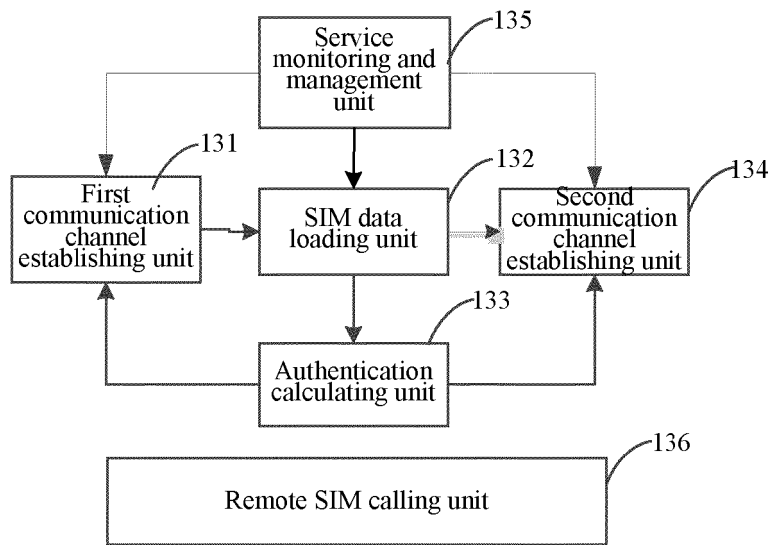 Service
monitoring and
management
unit
135
131
First
communication
channel
establishing unit
132
SIM data
loading unit
134
Second
communication
channel
establishing unit
133
Authentication
calculating unit
136
Remote SIM calling unit